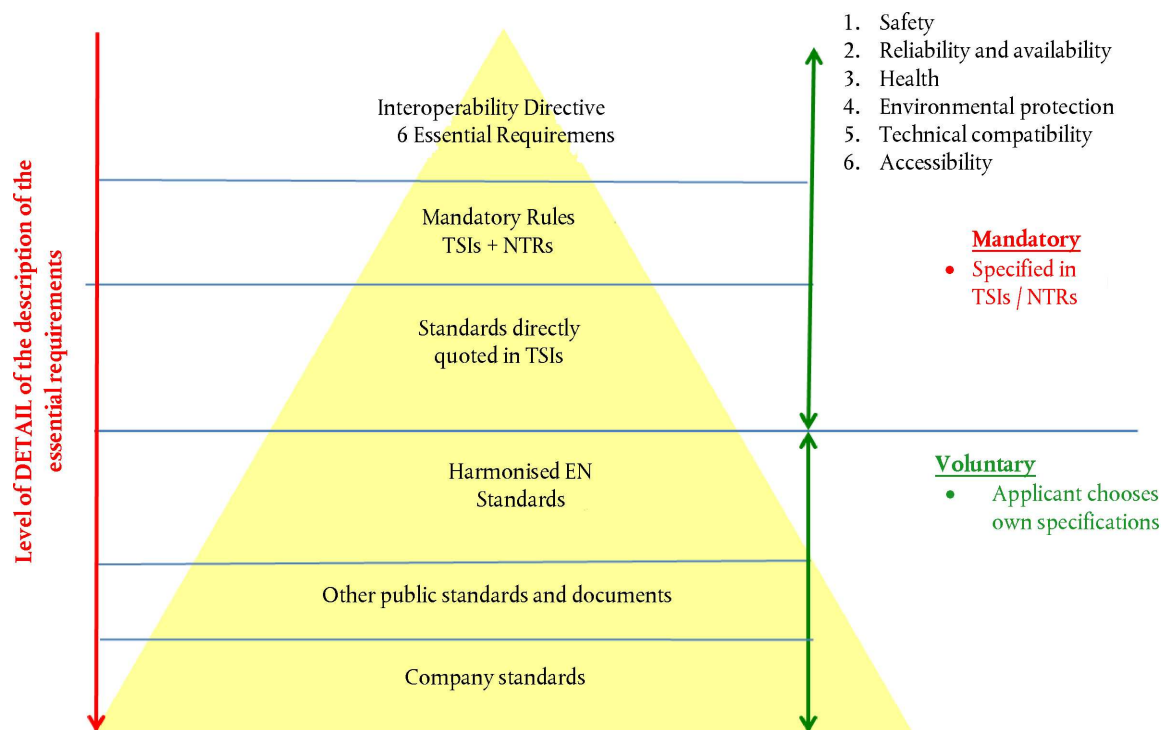 1. Safety
2. Reliability and availability
3. Health
4. Environmental protection
5. Technical compatibility
6. Accessibility
Interoperability Directive
6 Essential Requiremens
Mandatory Rules
TSIs + NTRs
Standards directly
quoted in TSIs
Harmonised EN
Standards
Other public standards and documents
Company standards
Level of DETAIL of the description of the
essential requirements
Mandatory
• Specified in
TSIs / NTRs
Voluntary
• Applicant chooses
own specifications